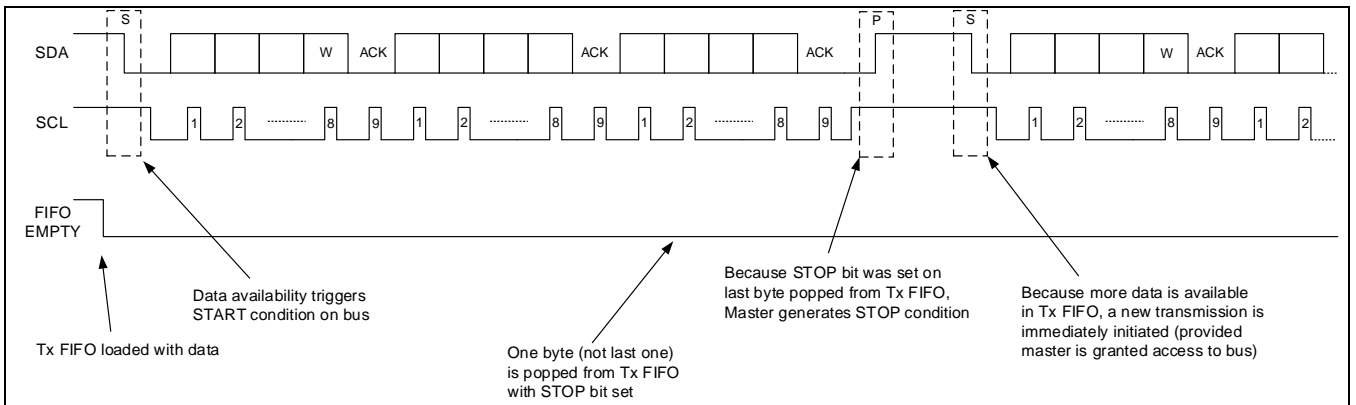 S P S
SDA W ACK ACK ACK W ACK
SCL 1 2 8 9 1 2 8 9 1 2 8 9 1 2 8 9 1 2
FIFO
EMPTY
Tx FIFO loaded with data
Data availability triggers
START condition on bus
One byte (not last one)
is popped from Tx FIFO
with STOP bit set
Because STOP bit was set on
last byte popped from Tx FIFO,
Master generates STOP condition
Because more data is available
in Tx FIFO, a new transmission is
immediately initiated (provided
master is granted access to bus)